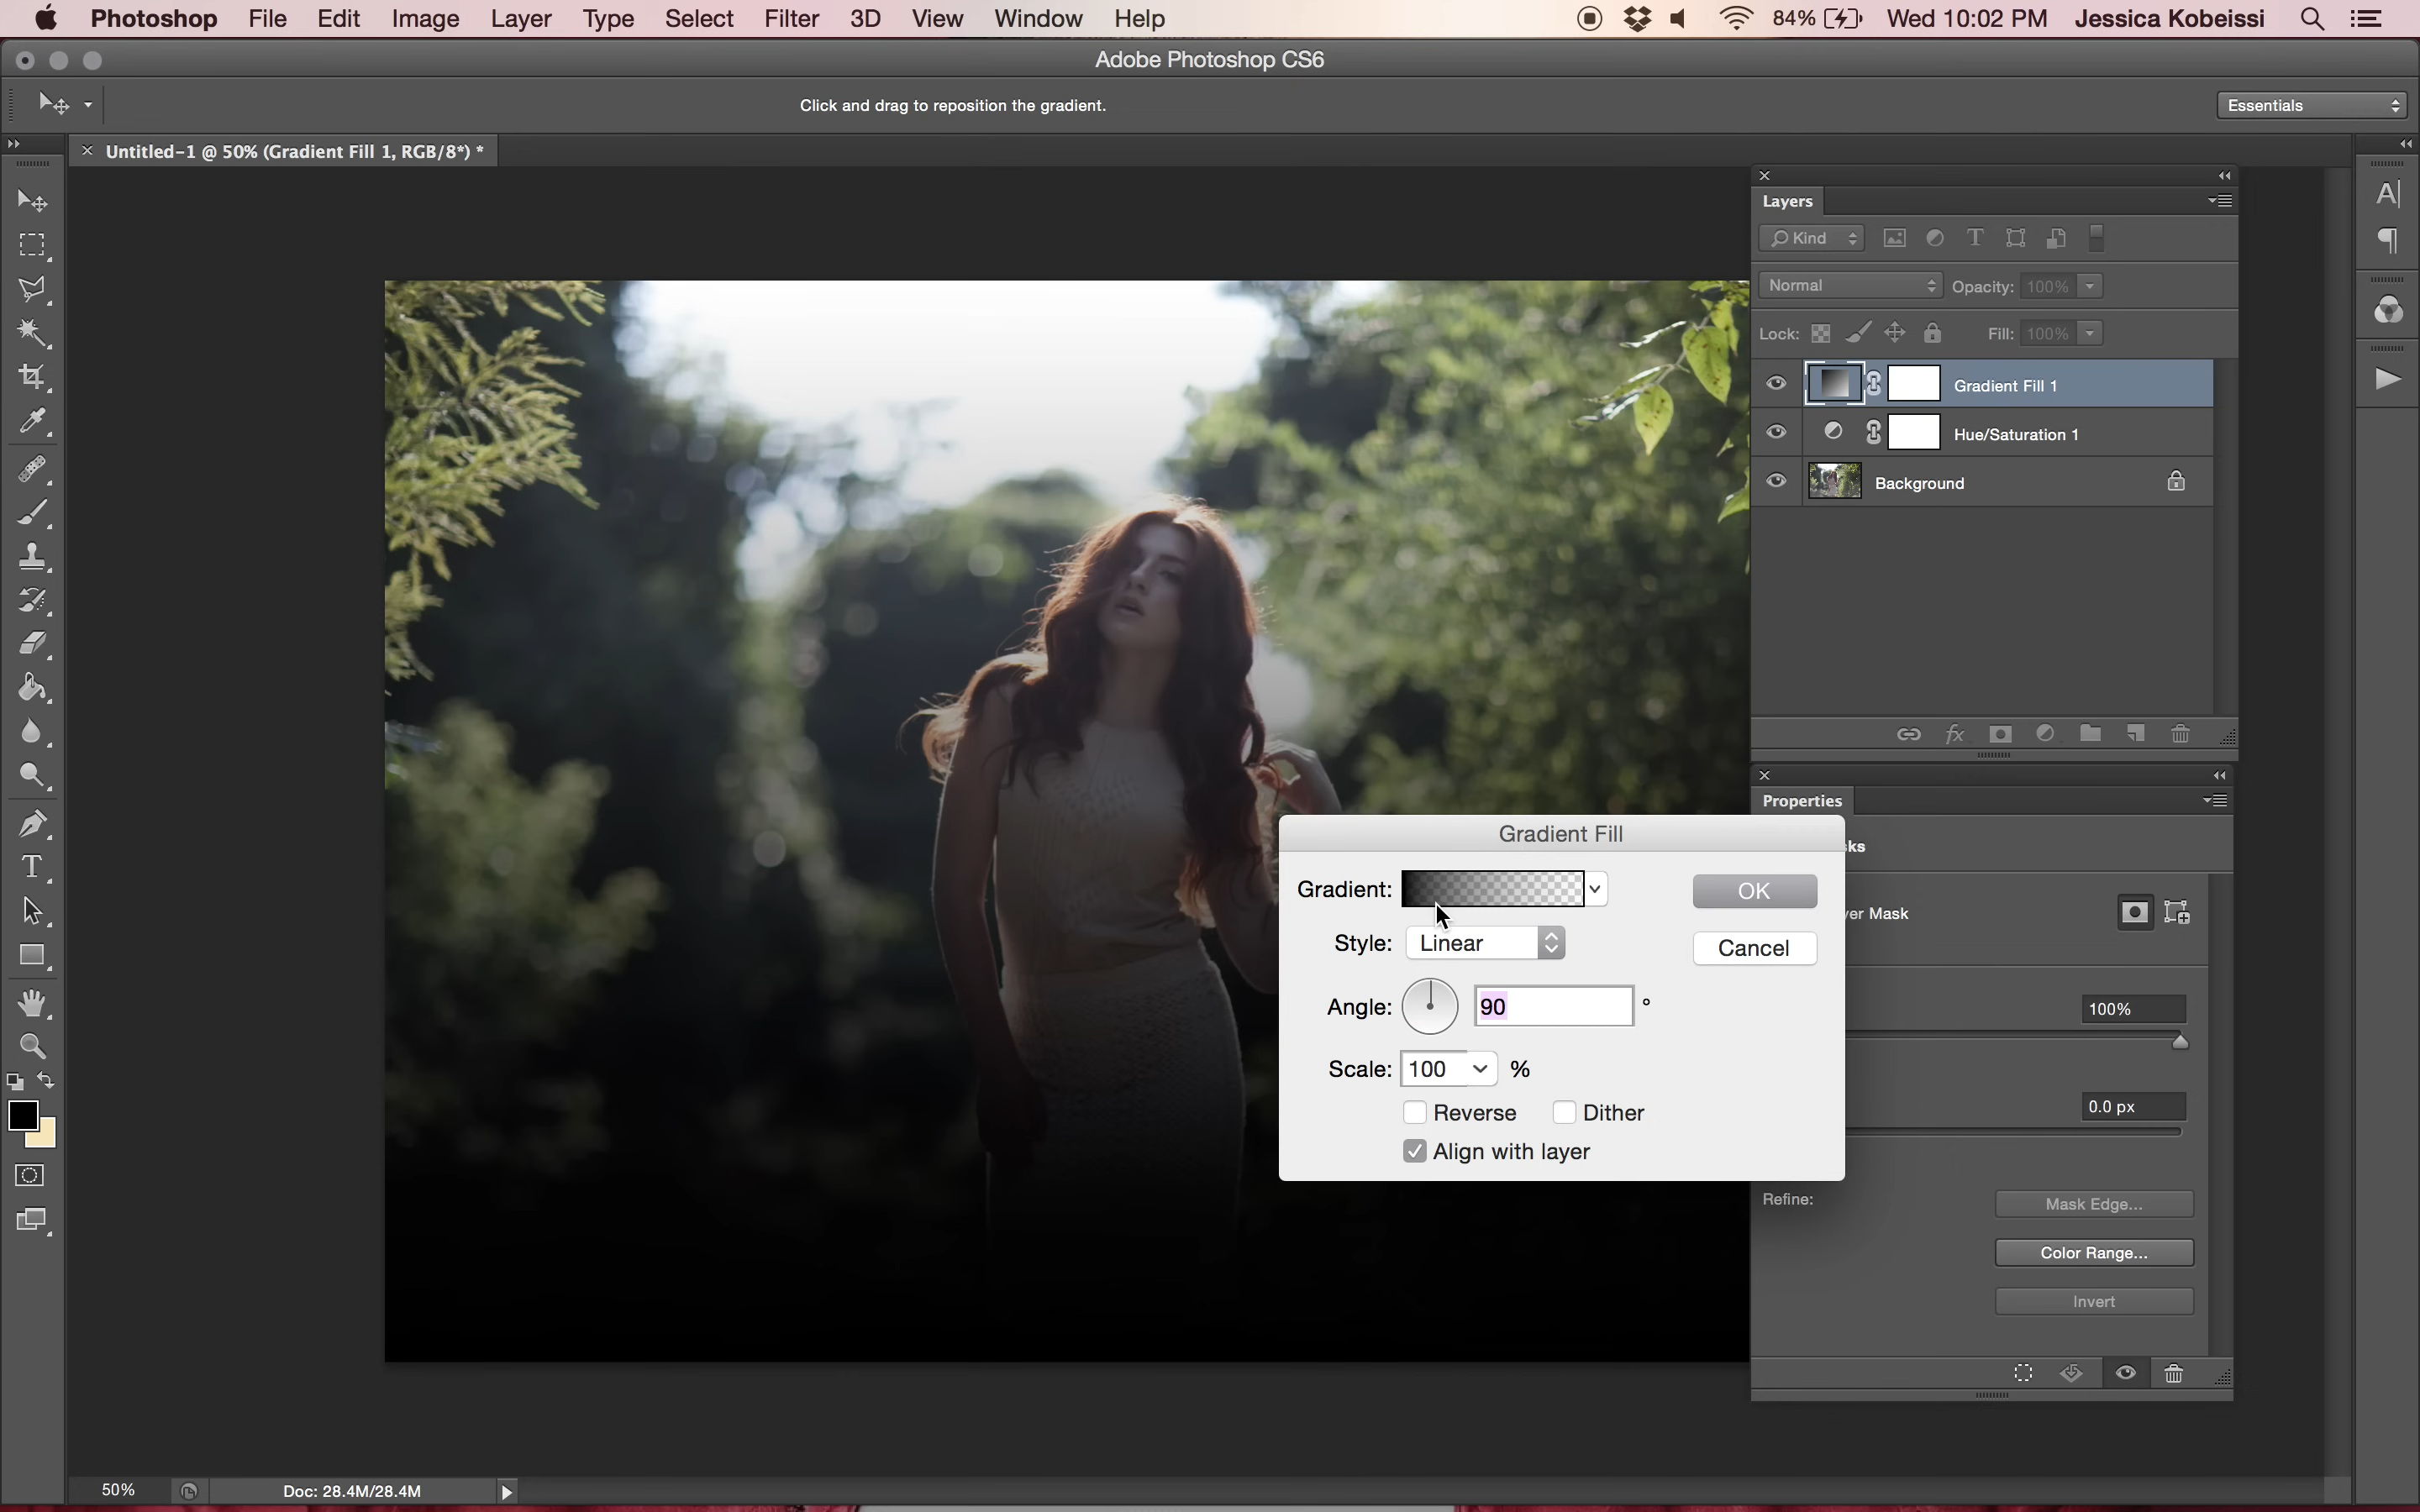 Photoshop File Edit Image Layer Type Select Filter 3D View Window Help 84% Wed 10:02 PM Jessica Kobeissi
Adobe Photoshop CS6
Click and drag to reposition the gradient.
Essentials
Untitled-1 @ 50% (Gradient Fill 1, RGB/8*) *
Layers
Kind
Normal Opacity: 100%
Lock: Fill: 100%
Gradient Fill 1
Hue/Saturation 1
Background
Properties
Gradient Fill
ks
Gradient: OK
er Mask
Style: Linear Cancel
Angle: 90 °
100%
Scale: 100 %
Reverse Dither
0.0 px
Align with layer
Refine: Mask Edge...
Color Range...
Invert
50% Doc: 28.4M/28.4M